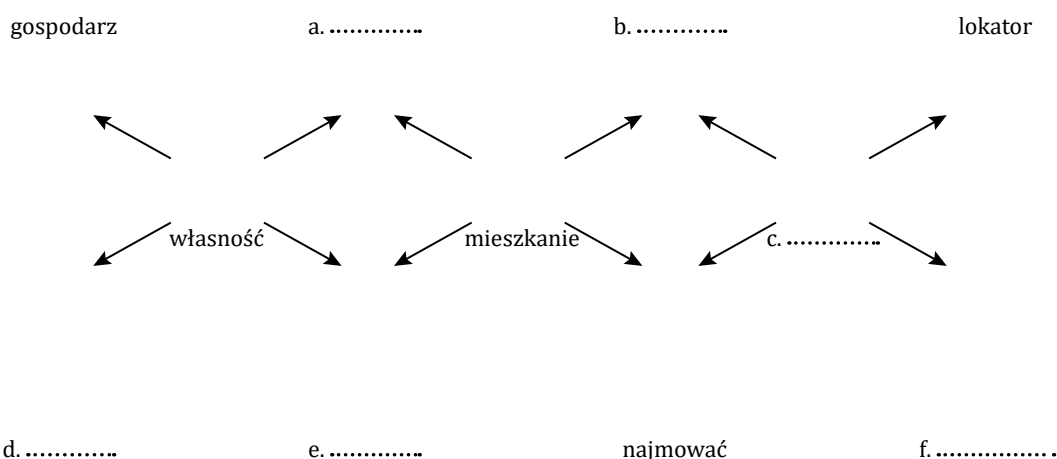 gospodarz a. .............. b. .............. lokator
własność mieszkanie c. ..............
d. .............. e. .............. najmować f. .................